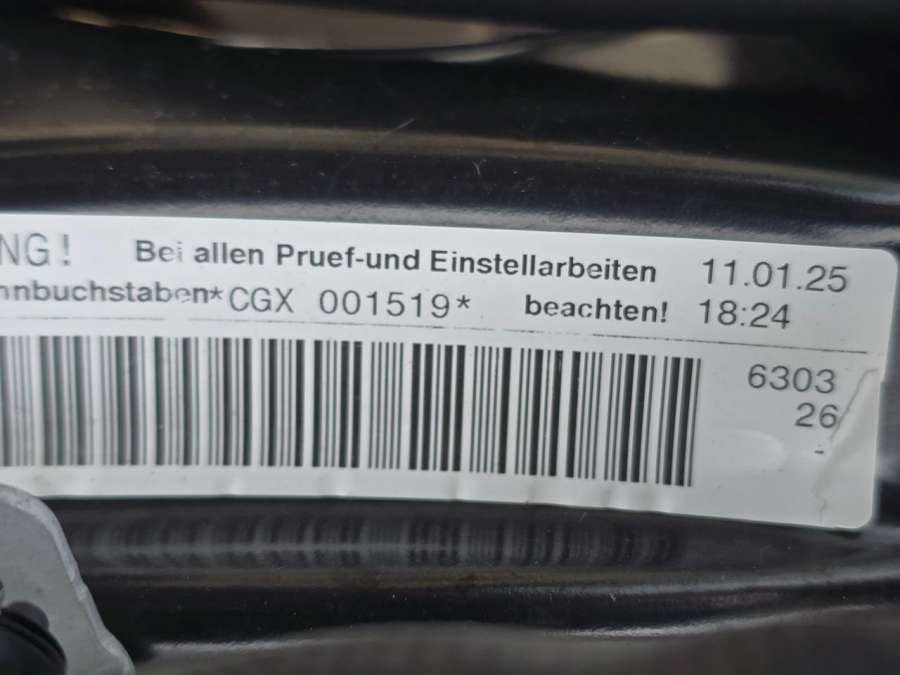 NG! Bei allen Pruef-und Einstellarbeiten 11.01.25
nnbuchstaben*CGX 001519* beachten! 18:24
6303
26
-